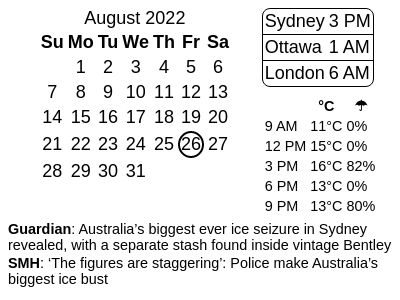 August 2022
Su Mo Tu We Th Fr Sa
1 2 3 4 5 6
7 8 9 10 11 12 13
14 15 16 17 18 19 20
21 22 23 24 25 26 27
28 29 30 31
Sydney 3 PM
Ottawa 1 AM
London 6 AM
°C ☂
9 AM 11°C 0%
12 PM 15°C 0%
3 PM 16°C 82%
6 PM 13°C 0%
9 PM 13°C 80%
Guardian: Australia’s biggest ever ice seizure in Sydney
revealed, with a separate stash found inside vintage Bentley
SMH: ‘The figures are staggering’: Police make Australia’s
biggest ice bust